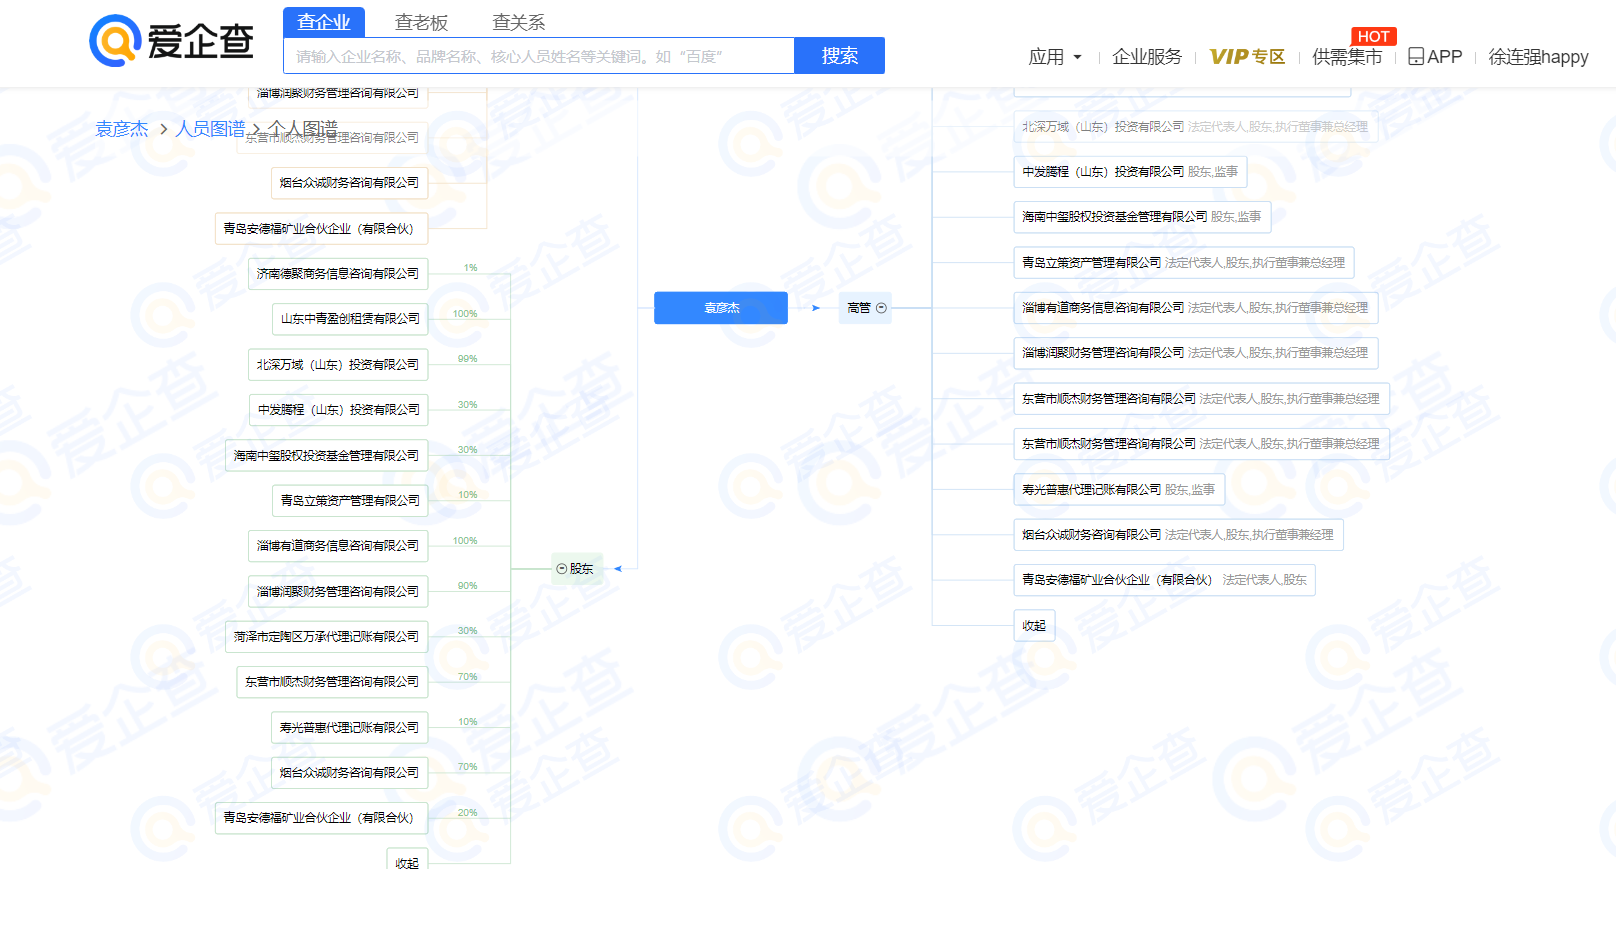 爱企查
查企业 查老板 查关系
请输入企业名称、品牌名称、核心人员姓名等关键词。如“百度” 搜索
应用 企业服务 VIP专区 供需集市 HOT APP 徐连强happy
袁彦杰 > 人员图谱 > 个人图谱
淄博润聚财务管理咨询有限公司
东营市顺杰财务管理咨询有限公司
烟台众诚财务咨询有限公司
青岛安德福矿业合伙企业（有限合伙）
济南德聚商务信息咨询有限公司 1%
山东中青盈创租赁有限公司 100%
北深万域（山东）投资有限公司 99%
中发腾程（山东）投资有限公司 30%
海南中玺股权投资基金管理有限公司 30%
青岛立策资产管理有限公司 10%
淄博有道商务信息咨询有限公司 100%
淄博润聚财务管理咨询有限公司 90%
菏泽市定陶区万承代理记账有限公司 30%
东营市顺杰财务管理咨询有限公司 70%
寿光普惠代理记账有限公司 10%
烟台众诚财务咨询有限公司 70%
青岛安德福矿业合伙企业（有限合伙） 20%
收起
股东
袁彦杰
高管
北深万域（山东）投资有限公司 法定代表人,股东,执行董事兼总经理
中发腾程（山东）投资有限公司 股东,监事
海南中玺股权投资基金管理有限公司 股东,监事
青岛立策资产管理有限公司 法定代表人,股东,执行董事兼总经理
淄博有道商务信息咨询有限公司 法定代表人,股东,执行董事兼总经理
淄博润聚财务管理咨询有限公司 法定代表人,股东,执行董事兼总经理
东营市顺杰财务管理咨询有限公司 法定代表人,股东,执行董事兼总经理
东营市顺杰财务管理咨询有限公司 法定代表人,股东,执行董事兼总经理
寿光普惠代理记账有限公司 股东,监事
烟台众诚财务咨询有限公司 法定代表人,股东,执行董事兼经理
青岛安德福矿业合伙企业（有限合伙） 法定代表人,股东
收起